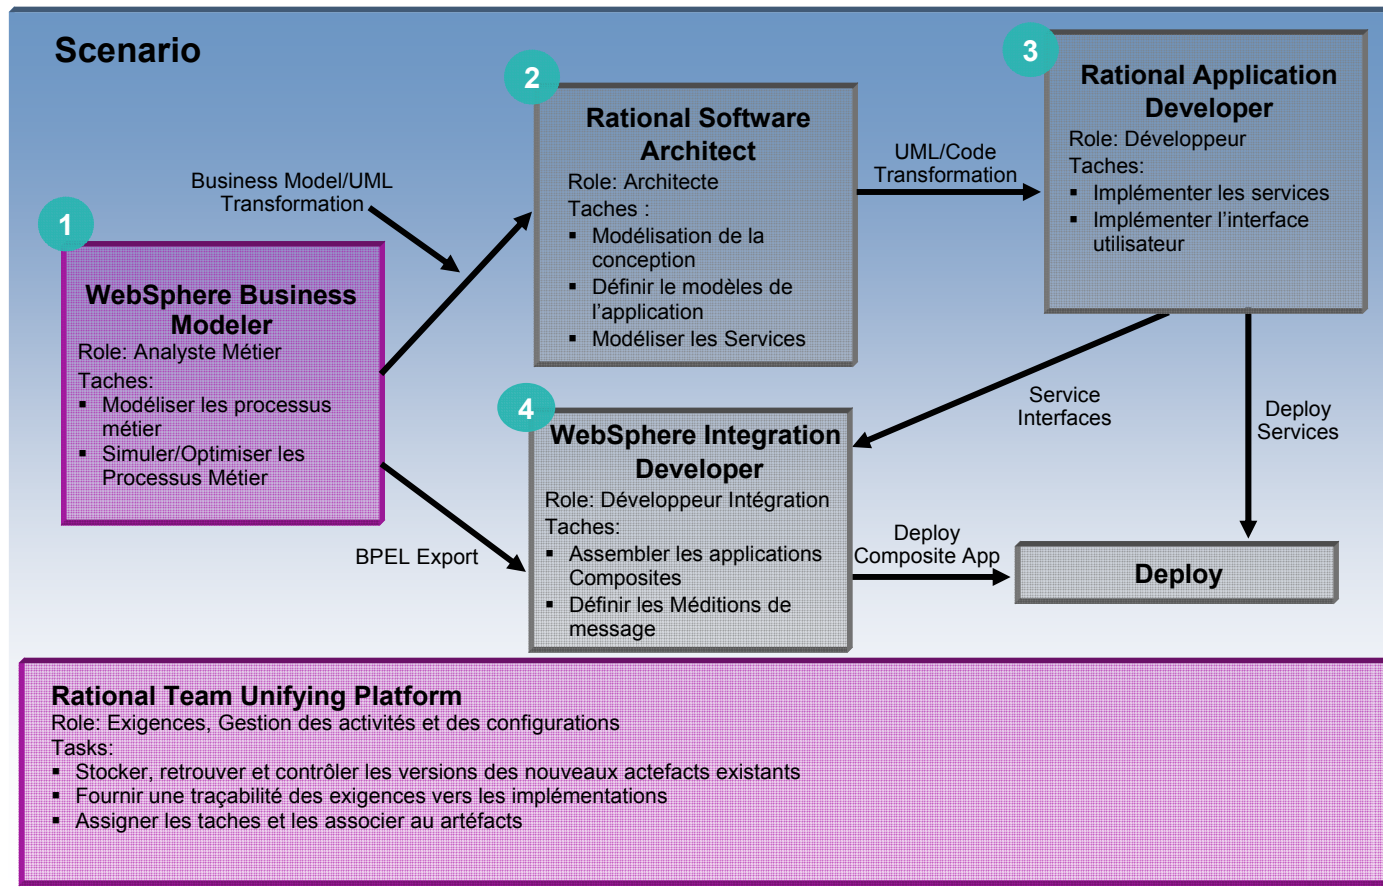 Scenario
1
WebSphere Business
Modeler
Role: Analyste Métier
Taches:
▪ Modéliser les processus
métier
▪ Simuler/Optimiser les
Processus Métier
Business Model/UML
Transformation
BPEL Export
2
Rational Software
Architect
Role: Architecte
Taches :
▪ Modélisation de la
conception
▪ Définir le modèles de
l’application
▪ Modéliser les Services
UML/Code
Transformation
3
Rational Application
Developer
Role: Développeur
Taches:
▪ Implémenter les services
▪ Implémenter l’interface
utilisateur
Service
Interfaces
Deploy
Services
4
WebSphere Integration
Developer
Role: Développeur Intégration
Taches:
▪ Assembler les applications
Composites
▪ Définir les Méditions de
message
Deploy
Composite App
Deploy
Rational Team Unifying Platform
Role: Exigences, Gestion des activités et des configurations
Tasks:
▪ Stocker, retrouver et contrôler les versions des nouveaux actefacts existants
▪ Fournir une traçabilité des exigences vers les implémentations
▪ Assigner les taches et les associer au artéfacts